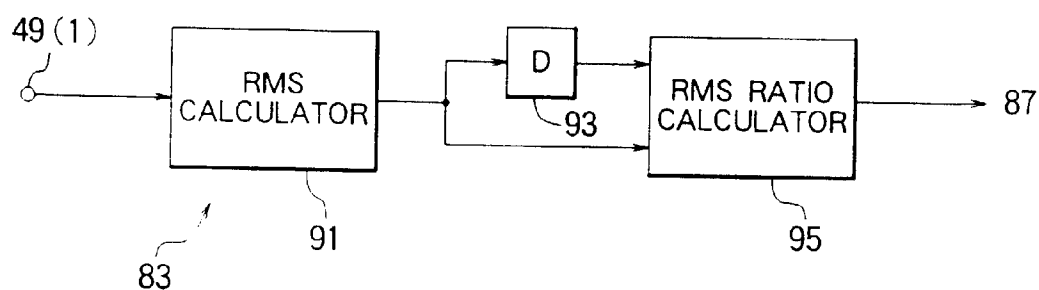 49(1)
RMS
CALCULATOR
91
D
93
RMS RATIO
CALCULATOR
95
87
83